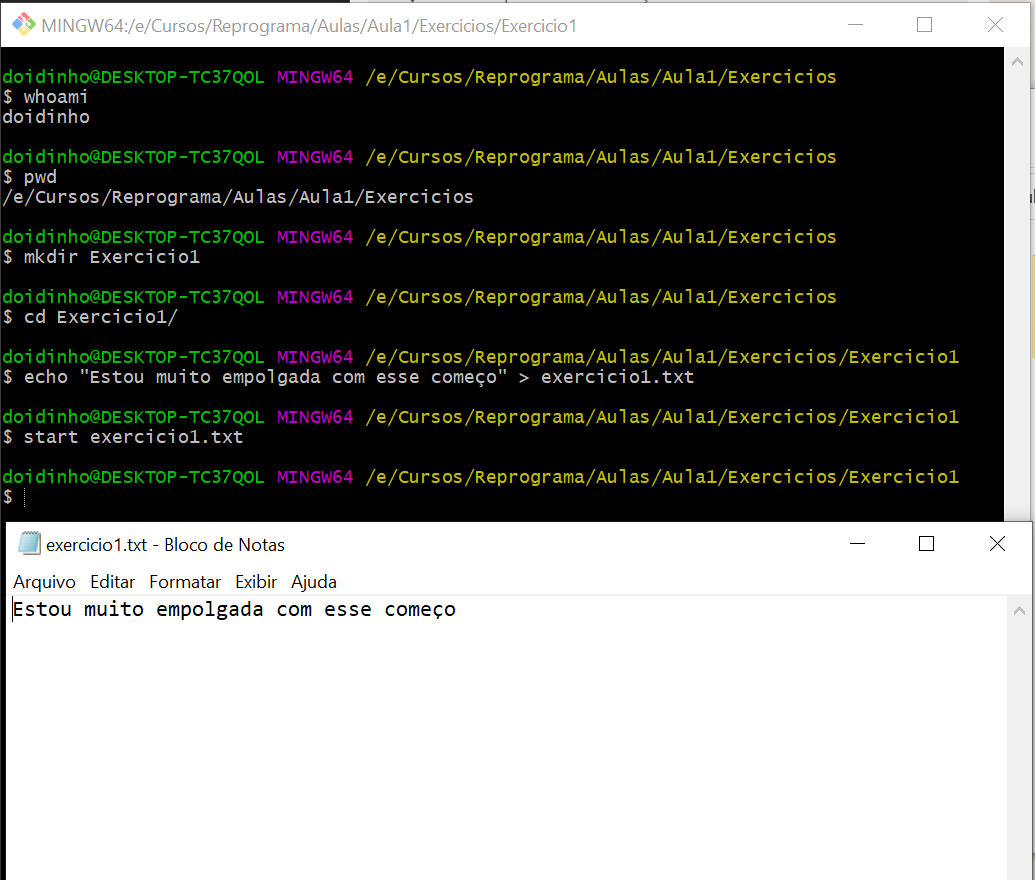 MINGW64:/e/Cursos/Reprograma/Aulas/Aula1/Exercicios/Exercicio1
doidinho@DESKTOP-TC37QOL MINGW64 /e/Cursos/Reprograma/Aulas/Aula1/Exercicios
$ whoami
doidinho
doidinho@DESKTOP-TC37QOL MINGW64 /e/Cursos/Reprograma/Aulas/Aula1/Exercicios
$ pwd
/e/Cursos/Reprograma/Aulas/Aula1/Exercicios
doidinho@DESKTOP-TC37QOL MINGW64 /e/Cursos/Reprograma/Aulas/Aula1/Exercicios
$ mkdir Exercicio1
doidinho@DESKTOP-TC37QOL MINGW64 /e/Cursos/Reprograma/Aulas/Aula1/Exercicios
$ cd Exercicio1/
doidinho@DESKTOP-TC37QOL MINGW64 /e/Cursos/Reprograma/Aulas/Aula1/Exercicios/Exercicio1
$ echo "Estou muito empolgada com esse começo" > exercicio1.txt
doidinho@DESKTOP-TC37QOL MINGW64 /e/Cursos/Reprograma/Aulas/Aula1/Exercicios/Exercicio1
$ start exercicio1.txt
doidinho@DESKTOP-TC37QOL MINGW64 /e/Cursos/Reprograma/Aulas/Aula1/Exercicios/Exercicio1
$
exercicio1.txt - Bloco de Notas
Arquivo Editar Formatar Exibir Ajuda
Estou muito empolgada com esse começo